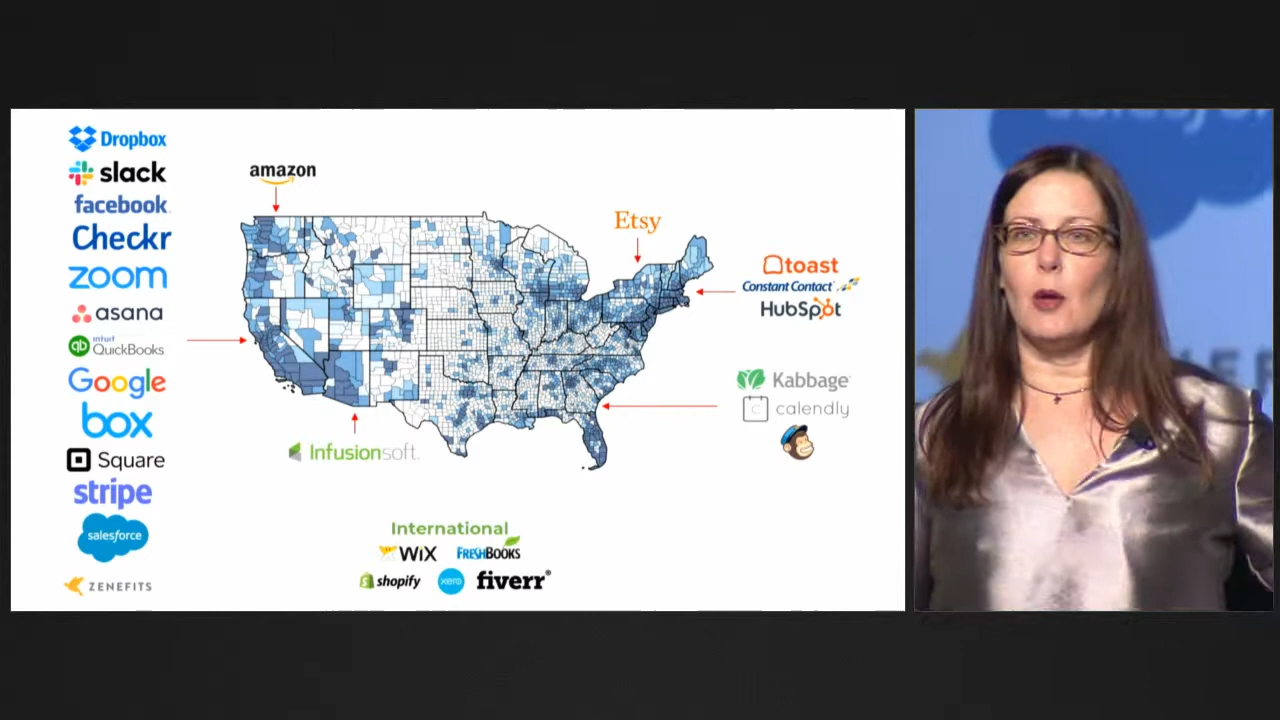 Dropbox
slack
facebook
Checkr
zoom
asana
intuit
qb QuickBooks
Google
box
Square
stripe
salesforce
ZENEFITS
amazon
Etsy
toast
Constant Contact
HubSpot
Kabbage
C calendly
Infusionsoft.
International
WiX FRESHBOOKS
shopify xero fiverr®